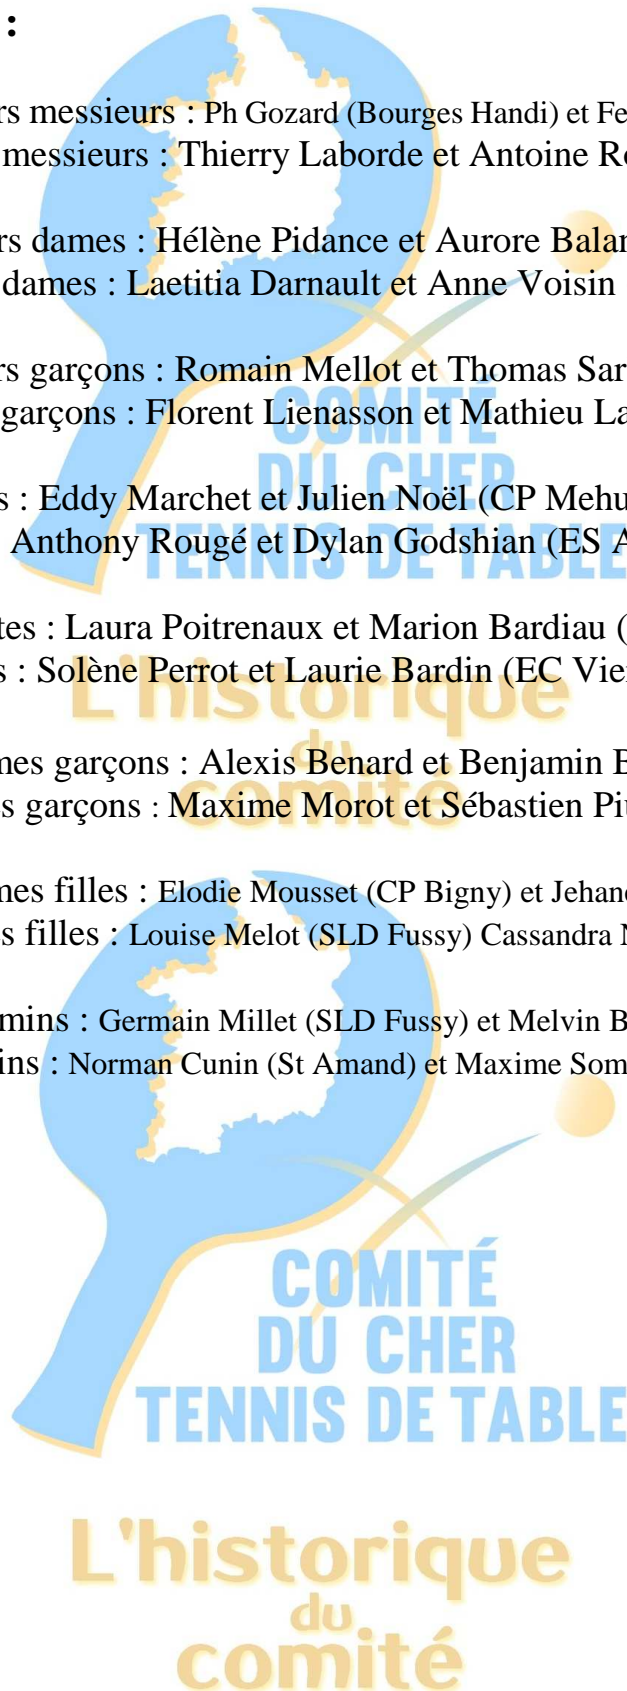 :
rs messieurs : Ph Gozard (Bourges Handi) et Fe
messieurs : Thierry Laborde et Antoine R
rs dames : Hélène Pidance et Aurore Balan
dames : Laetitia Darnault et Anne Voisin
rs garçons : Romain Mellot et Thomas Sar
garçons : Florent Lienasson et Mathieu La
COMITÉ
DU CHER
s : Eddy Marchet et Julien Noël (CP Mehu
: Anthony Rougé et Dylan Godshian (ES A
TENNIS DE TABLE
tes : Laura Poitrenaux et Marion Bardiau (
s : Solène Perrot et Laurie Bardin (EC Vie
L'historique
du
mes garçons : Alexis Benard et Benjamin B
es garçons : Maxime Morot et Sébastien Pi
comité
mes filles : Elodie Mousset (CP Bigny) et Jehan
es filles : Louise Melot (SLD Fussy) Cassandra
mins : Germain Millet (SLD Fussy) et Melvin B
ins : Norman Cunin (St Amand) et Maxime Som
COMITÉ
DU CHER
TENNIS DE TABLE
L'historique
du
comité